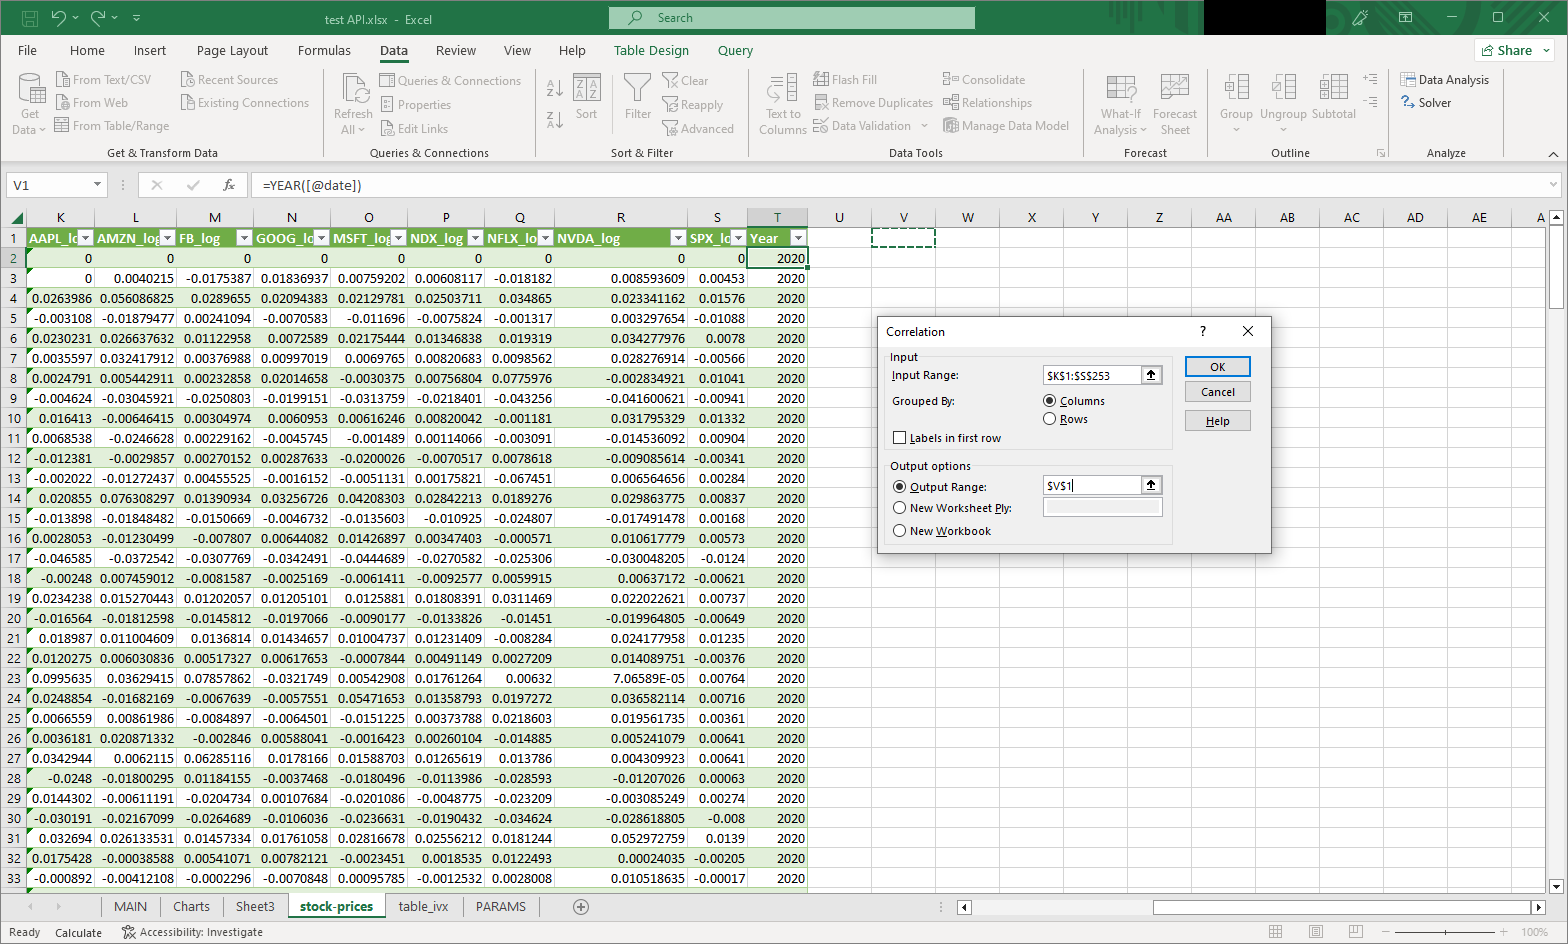 test API.xlsx - Excel
Search
File Home Insert Page Layout Formulas Data Review View Help Table Design Query Share
From Text/CSV Recent Sources Queries & Connections Clear Flash Fill Consolidate Data Analysis
From Web Existing Connections Properties Reapply Remove Duplicates Relationships Solver
From Table/Range Edit Links Advanced Data Validation Manage Data Model
Get Data Refresh All Sort Filter Text to Columns What-If Analysis Forecast Sheet Group Ungroup Subtotal
Get & Transform Data Queries & Connections Sort & Filter Data Tools Forecast Outline Analyze
V1 fx =YEAR([@date])
K L M N O P Q R S T U V W X Y Z AA AB AC AD AE A
1 AAPL_lo AMZN_log FB_log GOOG_lo MSFT_log NDX_log NFLX_lo NVDA_log SPX_lo Year
2 0 0 0 0 0 0 0 0 0 2020
3 0 0.0040215 -0.0175387 0.01836937 0.00759202 0.00608117 -0.018182 0.008593609 0.00453 2020
4 0.0263986 0.056086825 0.0289655 0.02094383 0.02129781 0.02503711 0.034865 0.023341162 0.01576 2020
5 -0.003108 -0.01879477 0.00241094 -0.0070583 -0.011696 -0.0075824 -0.001317 0.003297654 -0.01088 2020
6 0.0230231 0.026637632 0.01122958 0.0072589 0.02175444 0.01346838 0.019319 0.034277976 0.0078 2020
7 0.0035597 0.032417912 0.00376988 0.00997019 0.0069765 0.00820683 0.0098562 0.028276914 -0.00566 2020
8 0.0024791 0.005442911 0.00232858 0.02014658 -0.0030375 0.00756804 0.0775976 -0.002834921 0.01041 2020
9 -0.004624 -0.03045921 -0.0250803 -0.0199151 -0.0313759 -0.0218401 -0.043256 -0.041600621 -0.00941 2020
10 0.016413 -0.00646415 0.00304974 0.0060953 0.00616246 0.00820042 -0.001181 0.031795329 0.01332 2020
11 0.0068538 -0.0246628 0.00229162 -0.0045745 -0.001489 0.00114066 -0.003091 -0.014536092 0.00904 2020
12 -0.012381 -0.0029857 0.00270152 0.00287633 -0.0200026 -0.0070517 0.0078618 -0.009085614 -0.00341 2020
13 -0.002022 -0.01272437 0.00455525 -0.0016152 -0.0051131 0.00175821 -0.067451 0.006564656 0.00284 2020
14 0.020855 0.076308297 0.01390934 0.03256726 0.04208303 0.02842213 0.0189276 0.029863775 0.00837 2020
15 -0.013898 -0.01848482 -0.0150669 -0.0046732 -0.0135603 -0.010925 -0.024807 -0.017491478 0.00168 2020
16 0.0028053 -0.01230499 -0.007807 0.00644082 0.01426897 0.00347403 -0.000571 0.010617779 0.00573 2020
17 -0.046585 -0.0372542 -0.0307769 -0.0342491 -0.0444689 -0.0270582 -0.025306 -0.030048205 -0.0124 2020
18 -0.00248 0.007459012 -0.0081587 -0.0025169 -0.0061411 -0.0092577 0.0059915 0.00637172 -0.00621 2020
19 0.0234238 0.015270443 0.01202057 0.01205101 0.0125881 0.01808391 0.0311469 0.022022621 0.00737 2020
20 -0.016564 -0.01812598 -0.0145812 -0.0197066 -0.0090177 -0.0133826 -0.01451 -0.019964805 -0.00649 2020
21 0.018987 0.011004609 0.0136814 0.01434657 0.01004737 0.01231409 -0.008284 0.024177958 0.01235 2020
22 0.0120275 0.006030836 0.00517327 0.00617653 -0.0007844 0.00491149 0.0027209 0.014089751 -0.00376 2020
23 0.0995635 0.03629415 0.07857862 -0.0321749 0.00542908 0.01761264 0.00632 7.06589E-05 0.00764 2020
24 0.0248854 -0.01682169 -0.0067639 -0.0057551 0.05471653 0.01358793 0.0197272 0.036582114 0.00716 2020
25 0.0066559 0.00861986 -0.0084897 -0.0064501 -0.0151225 0.00373788 0.0218603 0.019561735 0.00361 2020
26 0.0036181 0.020871332 -0.002846 0.00588041 -0.0016423 0.00260104 -0.014885 0.005241079 0.00641 2020
27 0.0342944 0.0062115 0.06285116 0.0178166 0.01588703 0.01265619 0.013786 0.004309923 0.00641 2020
28 -0.0248 -0.01800295 0.01184155 -0.0037468 -0.0180496 -0.0113986 -0.028593 -0.01207026 0.00063 2020
29 0.0144302 -0.00611191 -0.0204734 0.00107684 -0.0201086 -0.0048775 -0.023209 -0.003085249 0.00274 2020
30 -0.030191 -0.02167099 -0.0264689 -0.0106036 -0.0236631 -0.0190432 -0.034624 -0.028618805 -0.008 2020
31 0.032694 0.026133531 0.01457334 0.01761058 0.02816678 0.02556212 0.0181244 0.052972759 0.0139 2020
32 0.0175428 -0.00038588 0.00541071 0.00782121 -0.0023451 0.0018535 0.0122493 0.00024035 -0.00205 2020
33 -0.000892 -0.00412108 -0.0002296 -0.0070848 0.00095785 -0.0012532 0.0028008 0.010518635 -0.00017 2020
Correlation ?
Input
Input Range: $K$1:$S$253 OK
Grouped By: Columns Cancel
Rows Help
Labels in first row
Output options
Output Range: $V$1
New Worksheet Ply:
New Workbook
MAIN Charts Sheet3 stock-prices table_ivx PARAMS
Ready Calculate Accessibility: Investigate 100%